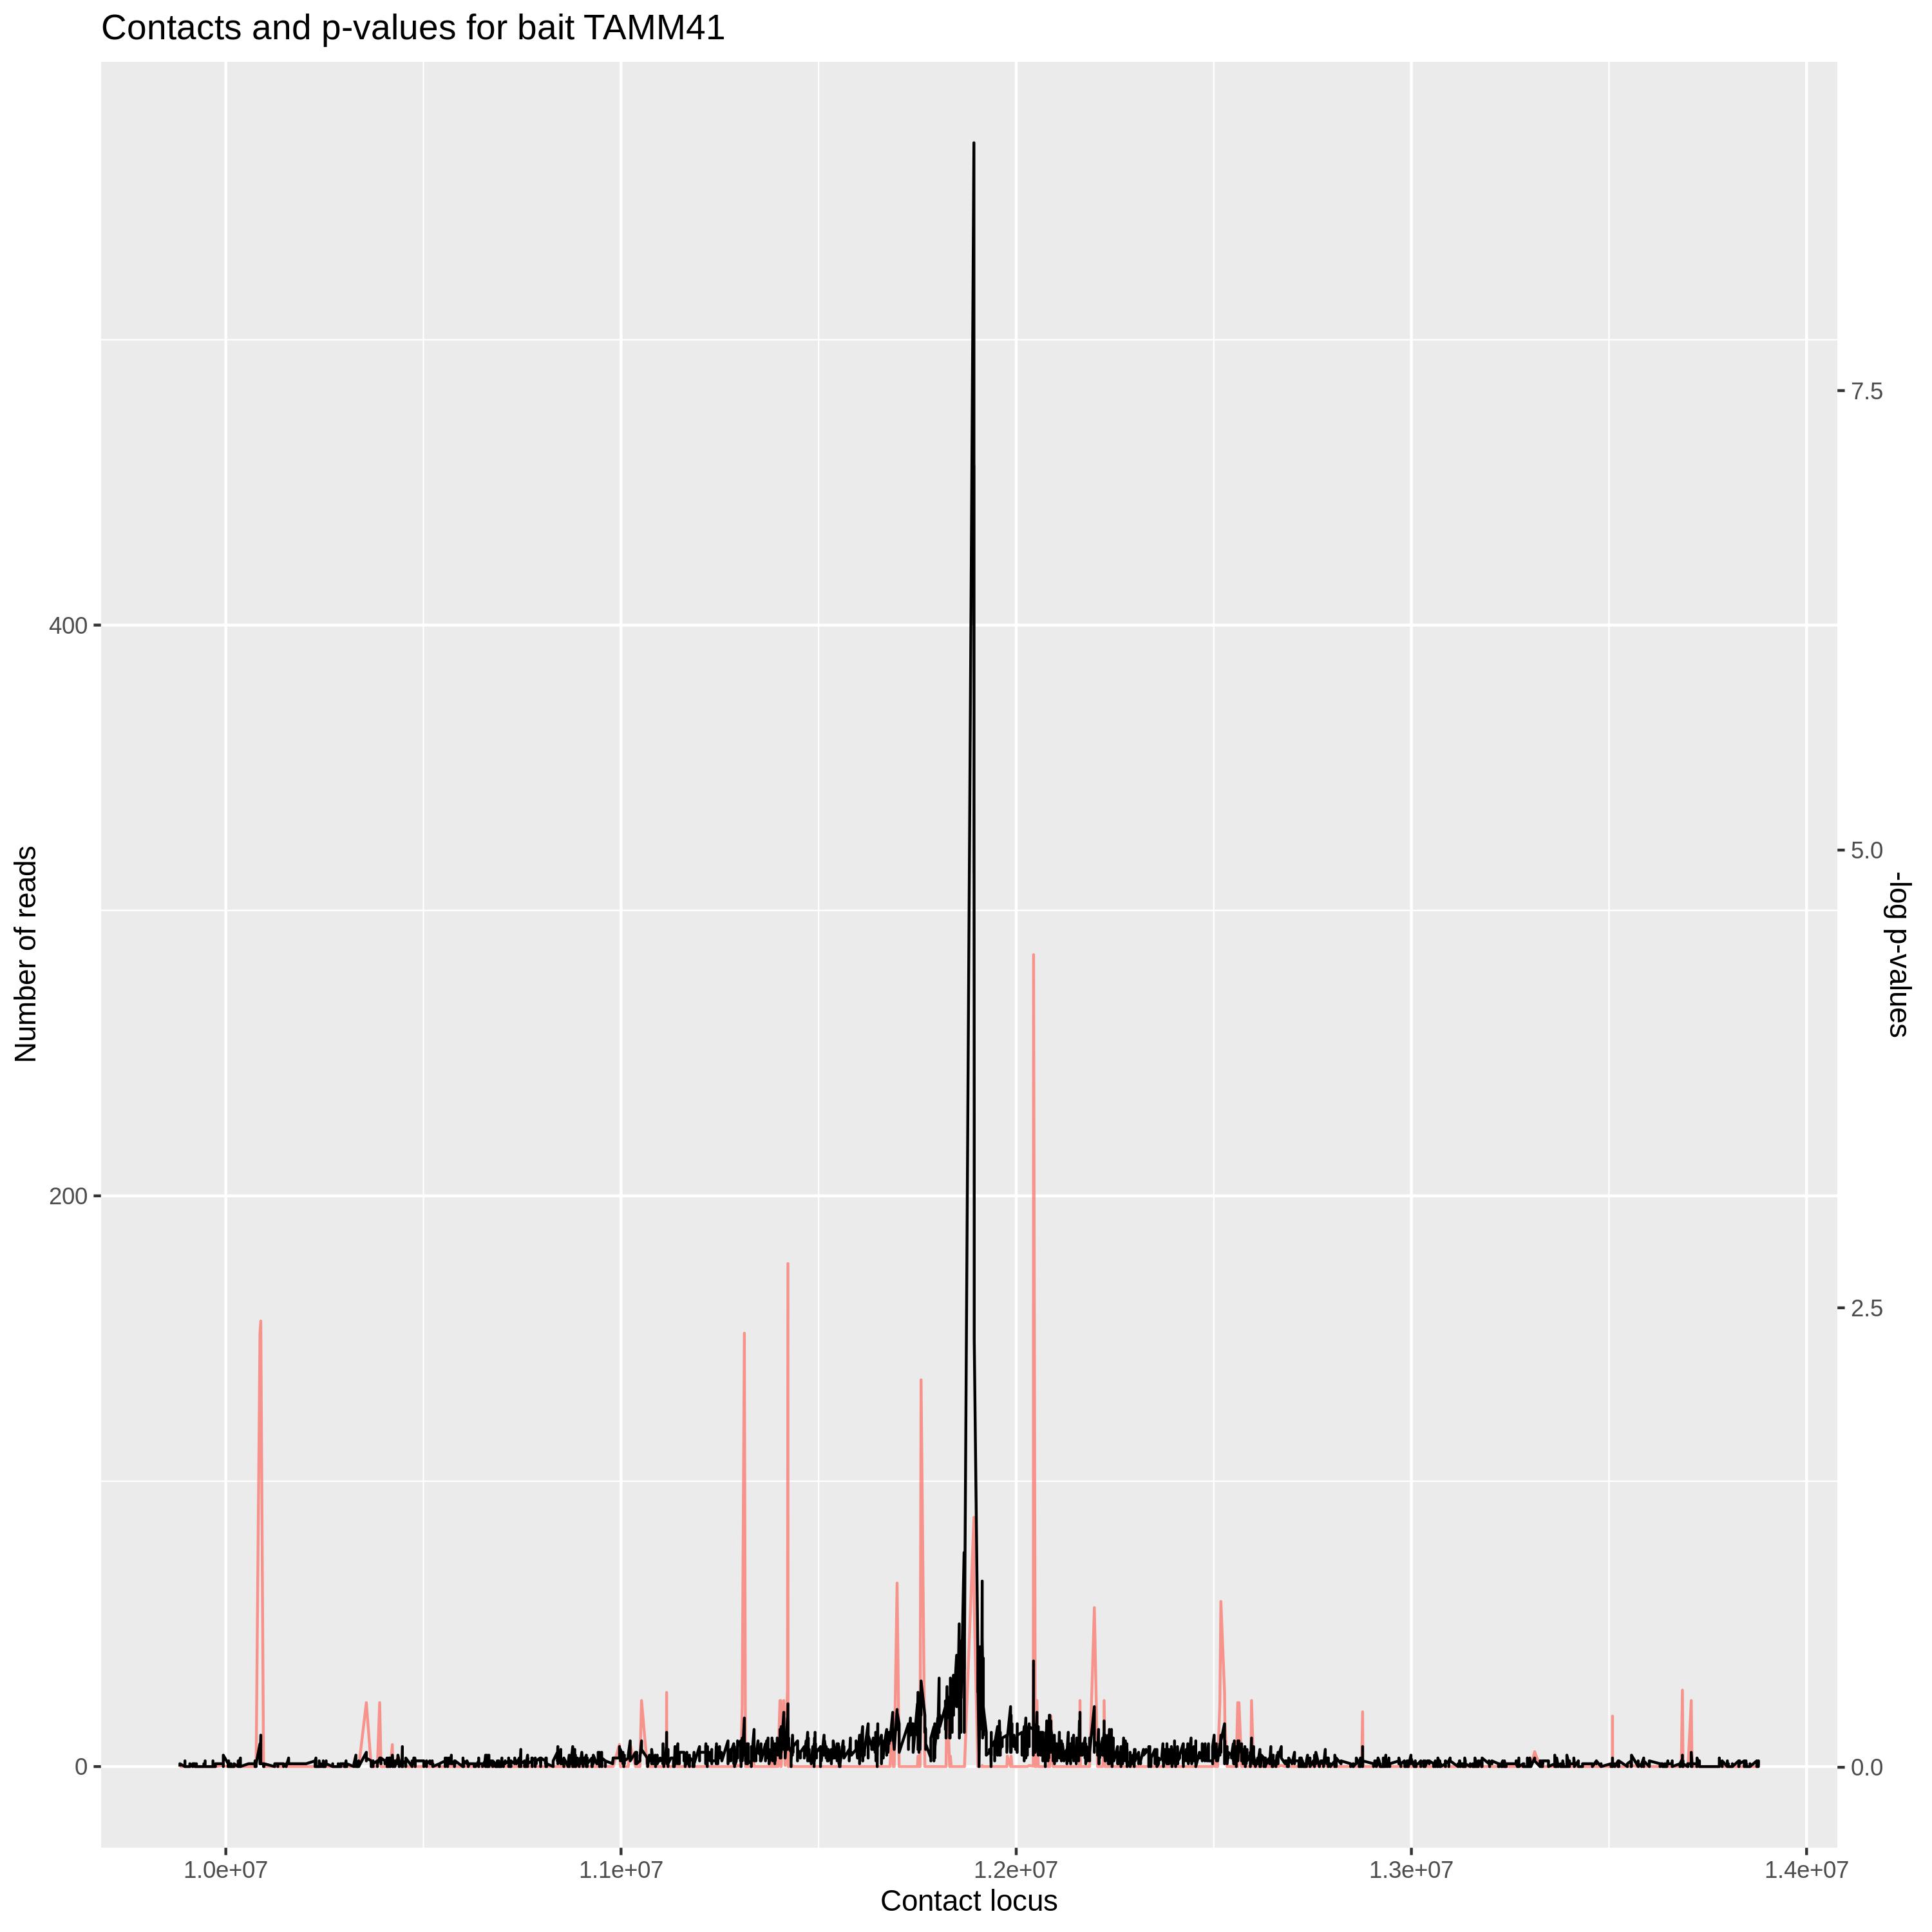 Contacts and p-values for bait TAMM41
Number of reads
400
200
0
7.5
5.0
2.5
0.0
-log p-values
1.0e+07
1.1e+07
1.2e+07
1.3e+07
1.4e+07
Contact locus